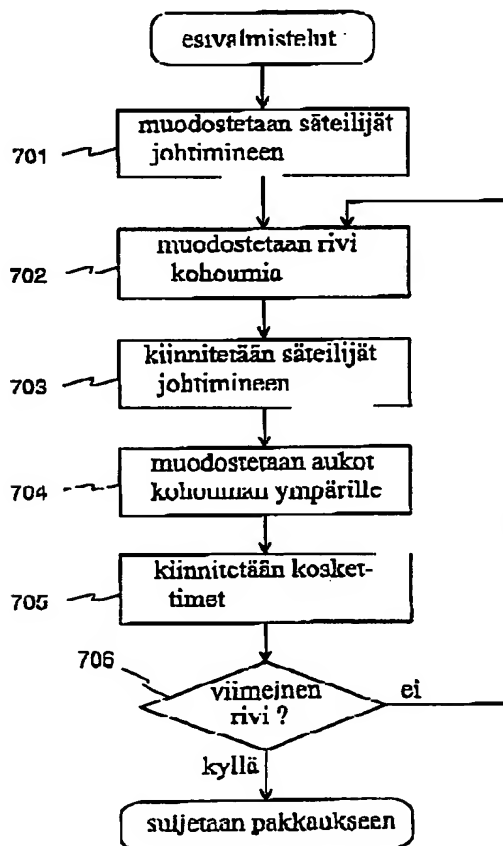 esivalmistelut
701
muodostetaan säteilijät
johtimineen
702
muodostetaan rivi
kohoumia
703
kiinnitetään säteilijät
johtimineen
704
muodostetaan aukot
kohouman ympärille
705
kiinnitetään kosket-
timet
706
viimeinen
rivi ?
ei
kyllä
suljetaan pakkaukseen